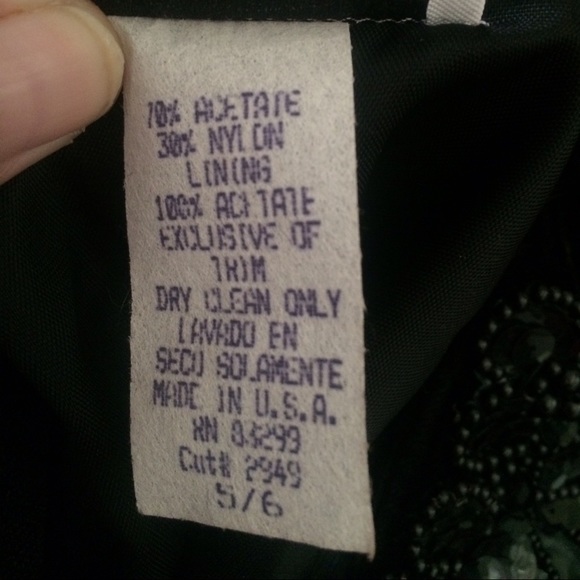 70% ACETATE
30% NYLON
LINING
100% ACETATE
EXCLUSIVE OF
TRIM
DRY CLEAN ONLY
LAVADO EN
SECO SOLAMENTE
MADE IN U.S.A.
RN 83299
Cut# 2949
5/6